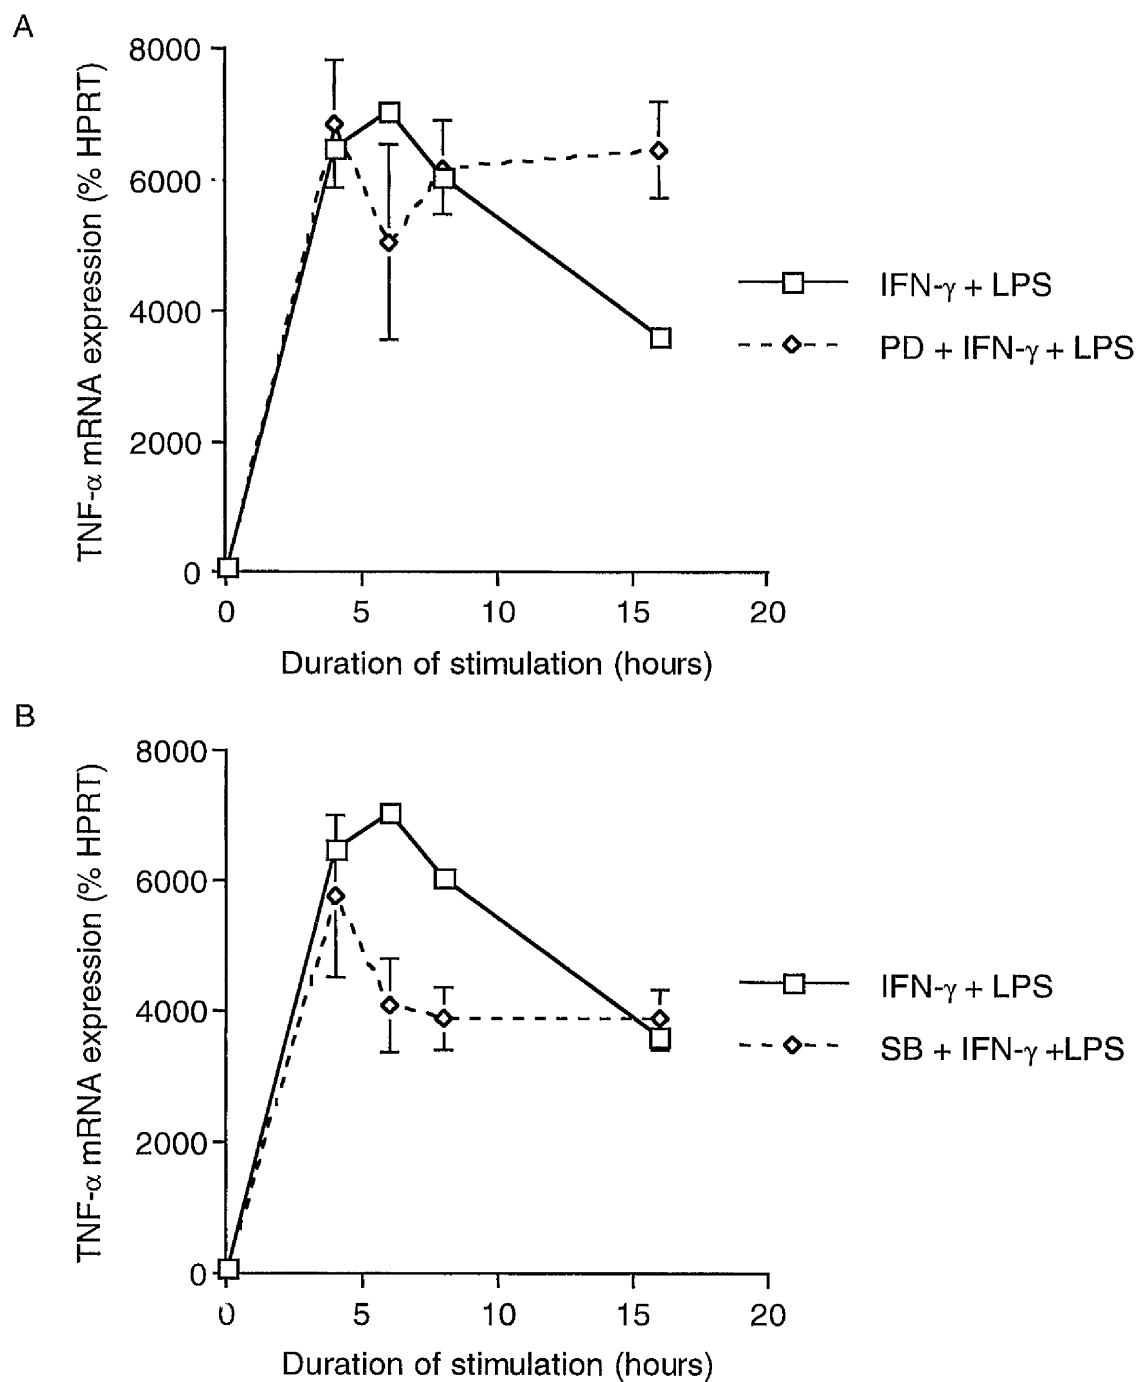 A
TNF-α mRNA expression (% HPRT)
8000
6000
4000
2000
0
0 5 10 15 20
Duration of stimulation (hours)
IFN-γ + LPS
PD + IFN-γ + LPS
B
TNF-α mRNA expression (% HPRT)
8000
6000
4000
2000
0
0 5 10 15 20
Duration of stimulation (hours)
IFN-γ + LPS
SB + IFN-γ +LPS